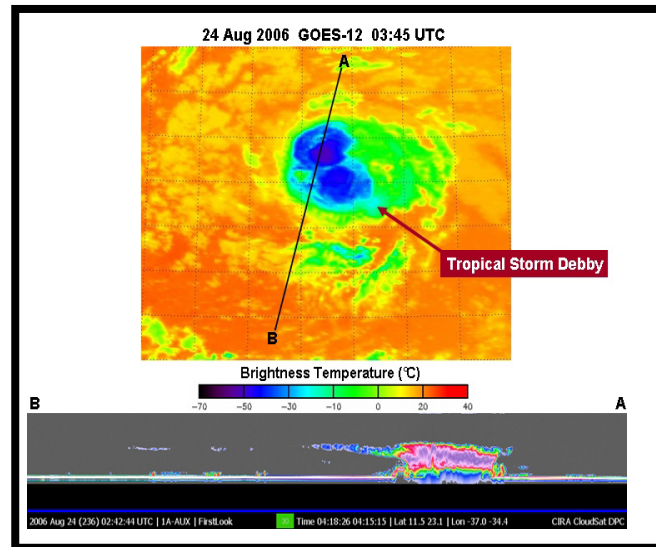 24 Aug 2006 GOES-12 03:45 UTC
A
Tropical Storm Debby
B
Brightness Temperature (°C)
-70 -50 -30 -10 0 20 40
B A
2006 Aug 24 (236) 02:42:44 UTC | 1A-AUX | FirstLook 30 Time 04:18:26 04:15:15 | Lat 11.5 23.1 | Lon -37.0 -34.4 CIRA CloudSat DPC